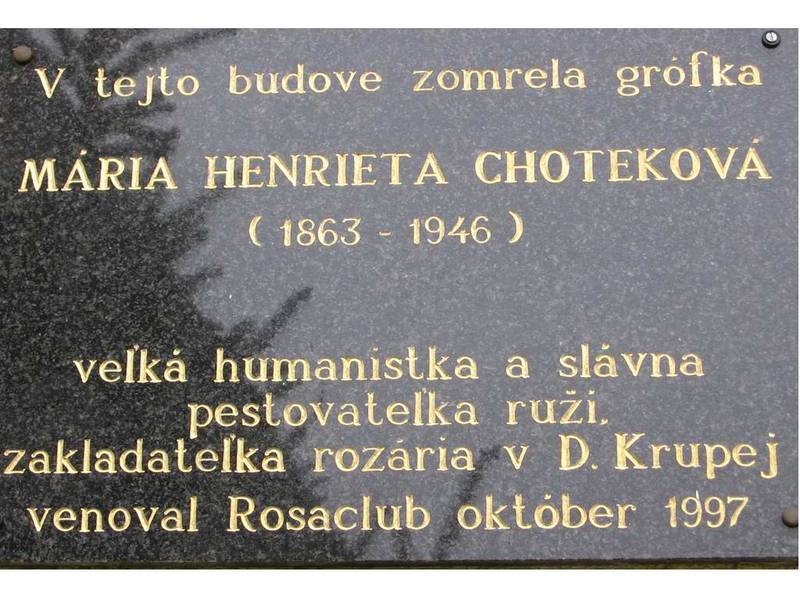 V tejto budove zomrela grófka
MÁRIA HENRIETA CHOTEKOVÁ
( 1863 - 1946 )
veľká humanistka a slávna
pestovateľka ruži,
zakladateľka rozária v D. Krupej
venoval Rosaclub október 1997